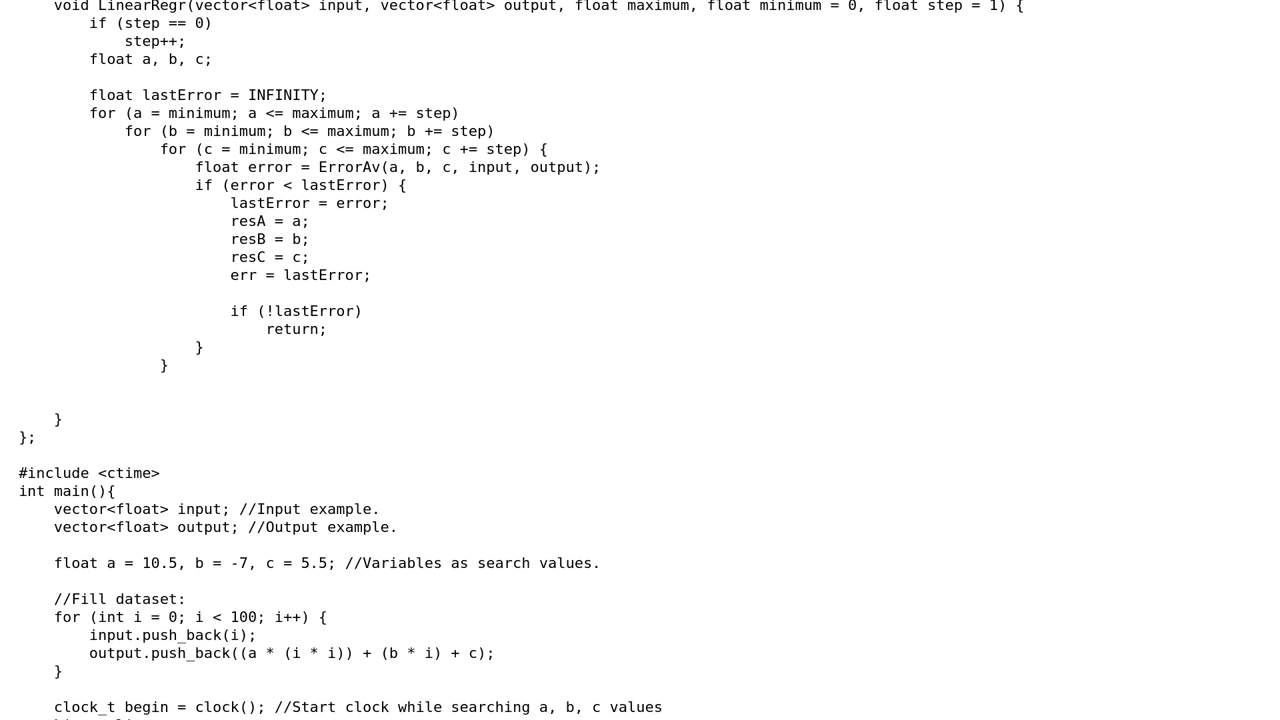 void LinearRegr(vector<float> input, vector<float> output, float maximum, float minimum = 0, float step = 1) {
if (step == 0)
step++;
float a, b, c;
float lastError = INFINITY;
for (a = minimum; a <= maximum; a += step)
for (b = minimum; b <= maximum; b += step)
for (c = minimum; c <= maximum; c += step) {
float error = ErrorAv(a, b, c, input, output);
if (error < lastError) {
lastError = error;
resA = a;
resB = b;
resC = c;
err = lastError;
if (!lastError)
return;
}
}
}
};
#include <ctime>
int main(){
vector<float> input; //Input example.
vector<float> output; //Output example.
float a = 10.5, b = -7, c = 5.5; //Variables as search values.
//Fill dataset:
for (int i = 0; i < 100; i++) {
input.push_back(i);
output.push_back((a * (i * i)) + (b * i) + c);
}
clock_t begin = clock(); //Start clock while searching a, b, c values